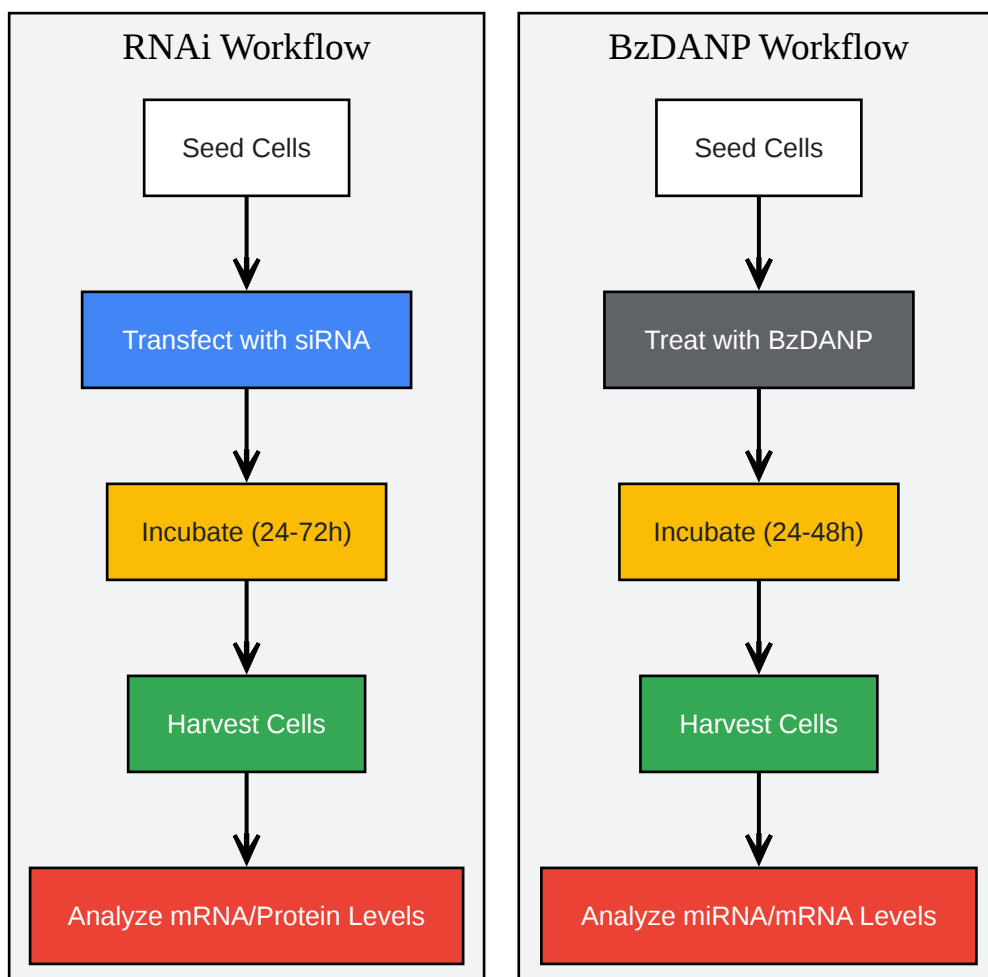 RNAi Workflow
Seed Cells
Transfect with siRNA
Incubate (24-72h)
Harvest Cells
Analyze mRNA/Protein Levels
BzDANP Workflow
Seed Cells
Treat with BzDANP
Incubate (24-48h)
Harvest Cells
Analyze miRNA/mRNA Levels